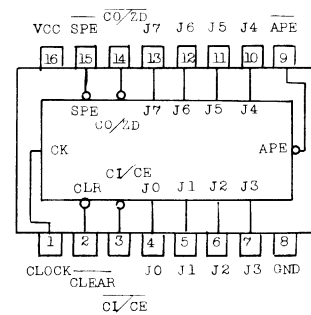 VCC SPE CO/ZD J7 J6 J5 J4 APE
16 15 14 13 12 11 10 9
SPE CO/ZD J7 J6 J5 J4
CK APE
CLR CI/CE J0 J1 J2 J3
1 2 3 4 5 6 7 8
CLOCK CLEAR CI/CE J0 J1 J2 J3 GND